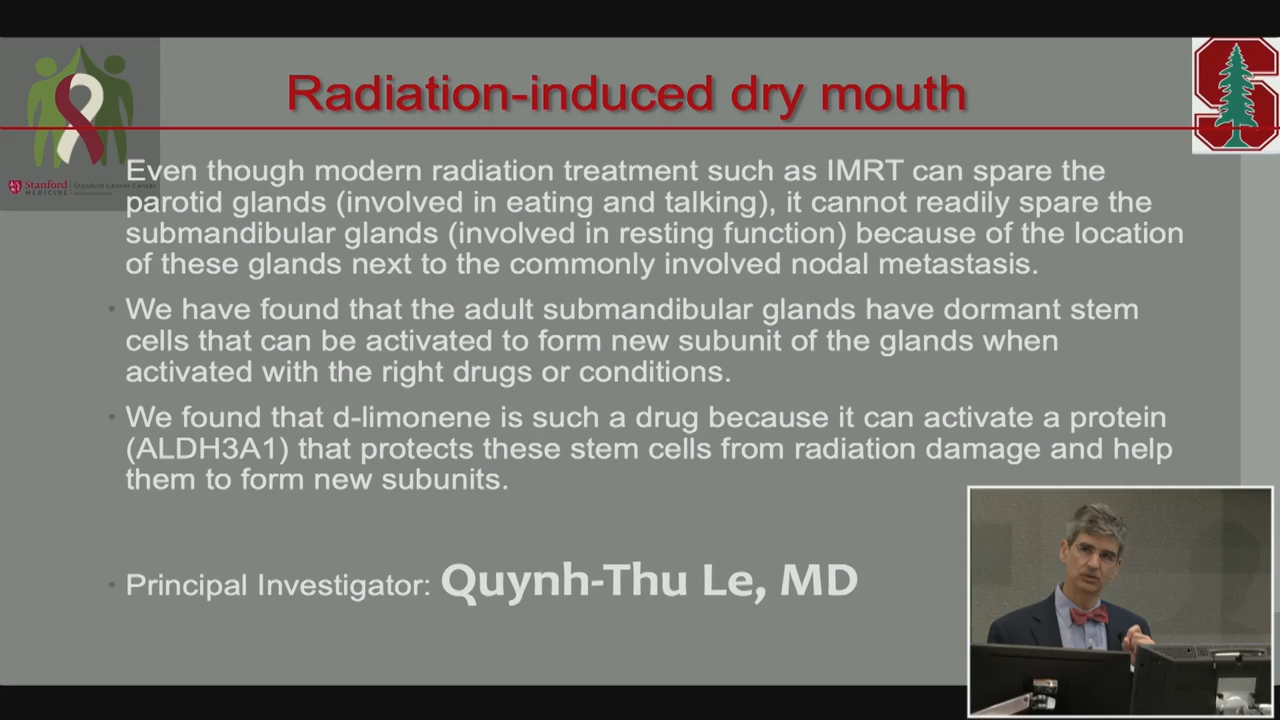 Radiation-induced dry mouth
Even though modern radiation treatment such as IMRT can spare the
parotid glands (involved in eating and talking), it cannot readily spare the
submandibular glands (involved in resting function) because of the location
of these glands next to the commonly involved nodal metastasis.
Stanford
MEDICINE
Stanford Cancer Center
• We have found that the adult submandibular glands have dormant stem
cells that can be activated to form new subunit of the glands when
activated with the right drugs or conditions.
• We found that d-limonene is such a drug because it can activate a protein
(ALDH3A1) that protects these stem cells from radiation damage and help
them to form new subunits.
• Principal Investigator: Quynh-Thu Le, MD